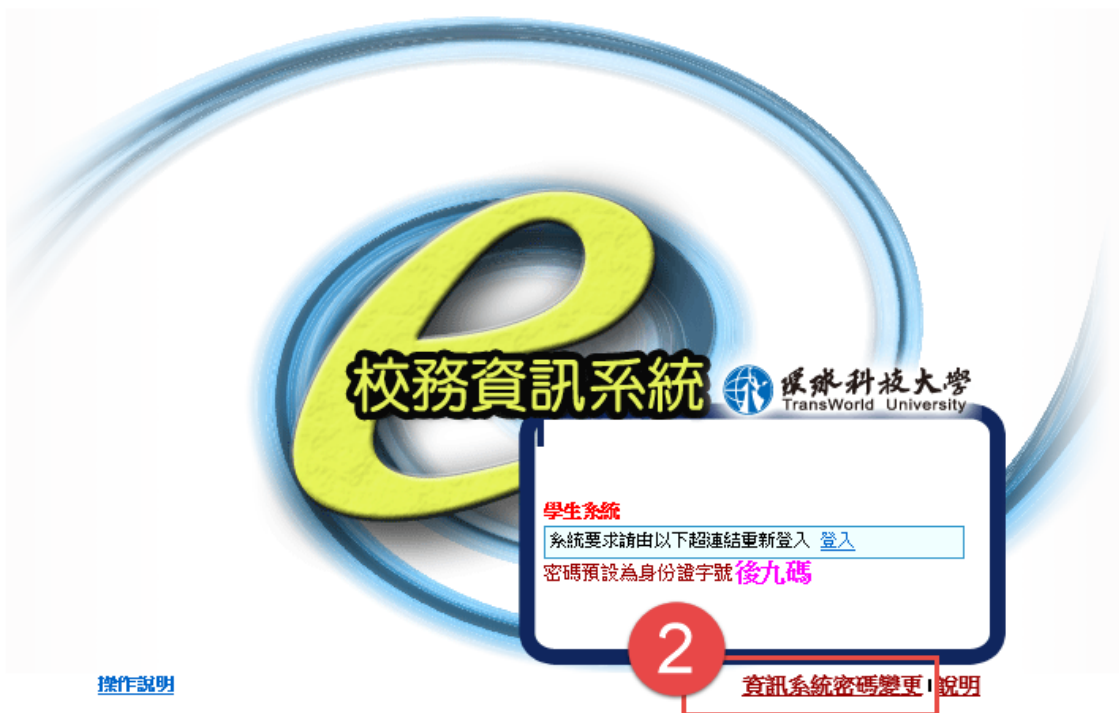 校務資訊系統
環球科技大學
TransWorld University
學生系統
系統要求請由以下超連結重新登入 登入
密碼預設為身份證字號後九碼
2
操作說明
資訊系統密碼變更 | 說明